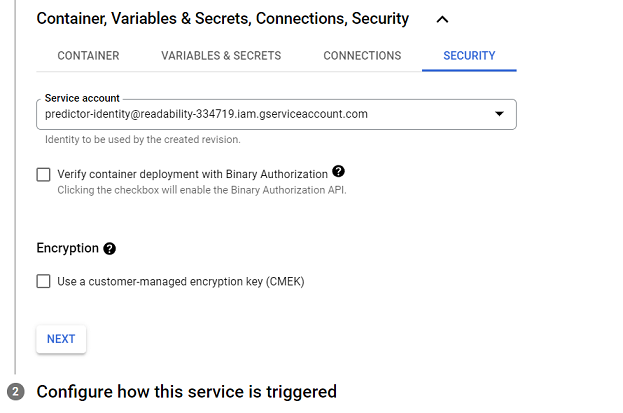 Container, Variables & Secrets, Connections, Security
CONTAINER VARIABLES & SECRETS CONNECTIONS SECURITY
Service account
predictor-identity@readability-334719.iam.gserviceaccount.com
Identity to be used by the created revision.
Verify container deployment with Binary Authorization ?
Clicking the checkbox will enable the Binary Authorization API.
Encryption ?
Use a customer-managed encryption key (CMEK)
NEXT
2 Configure how this service is triggered